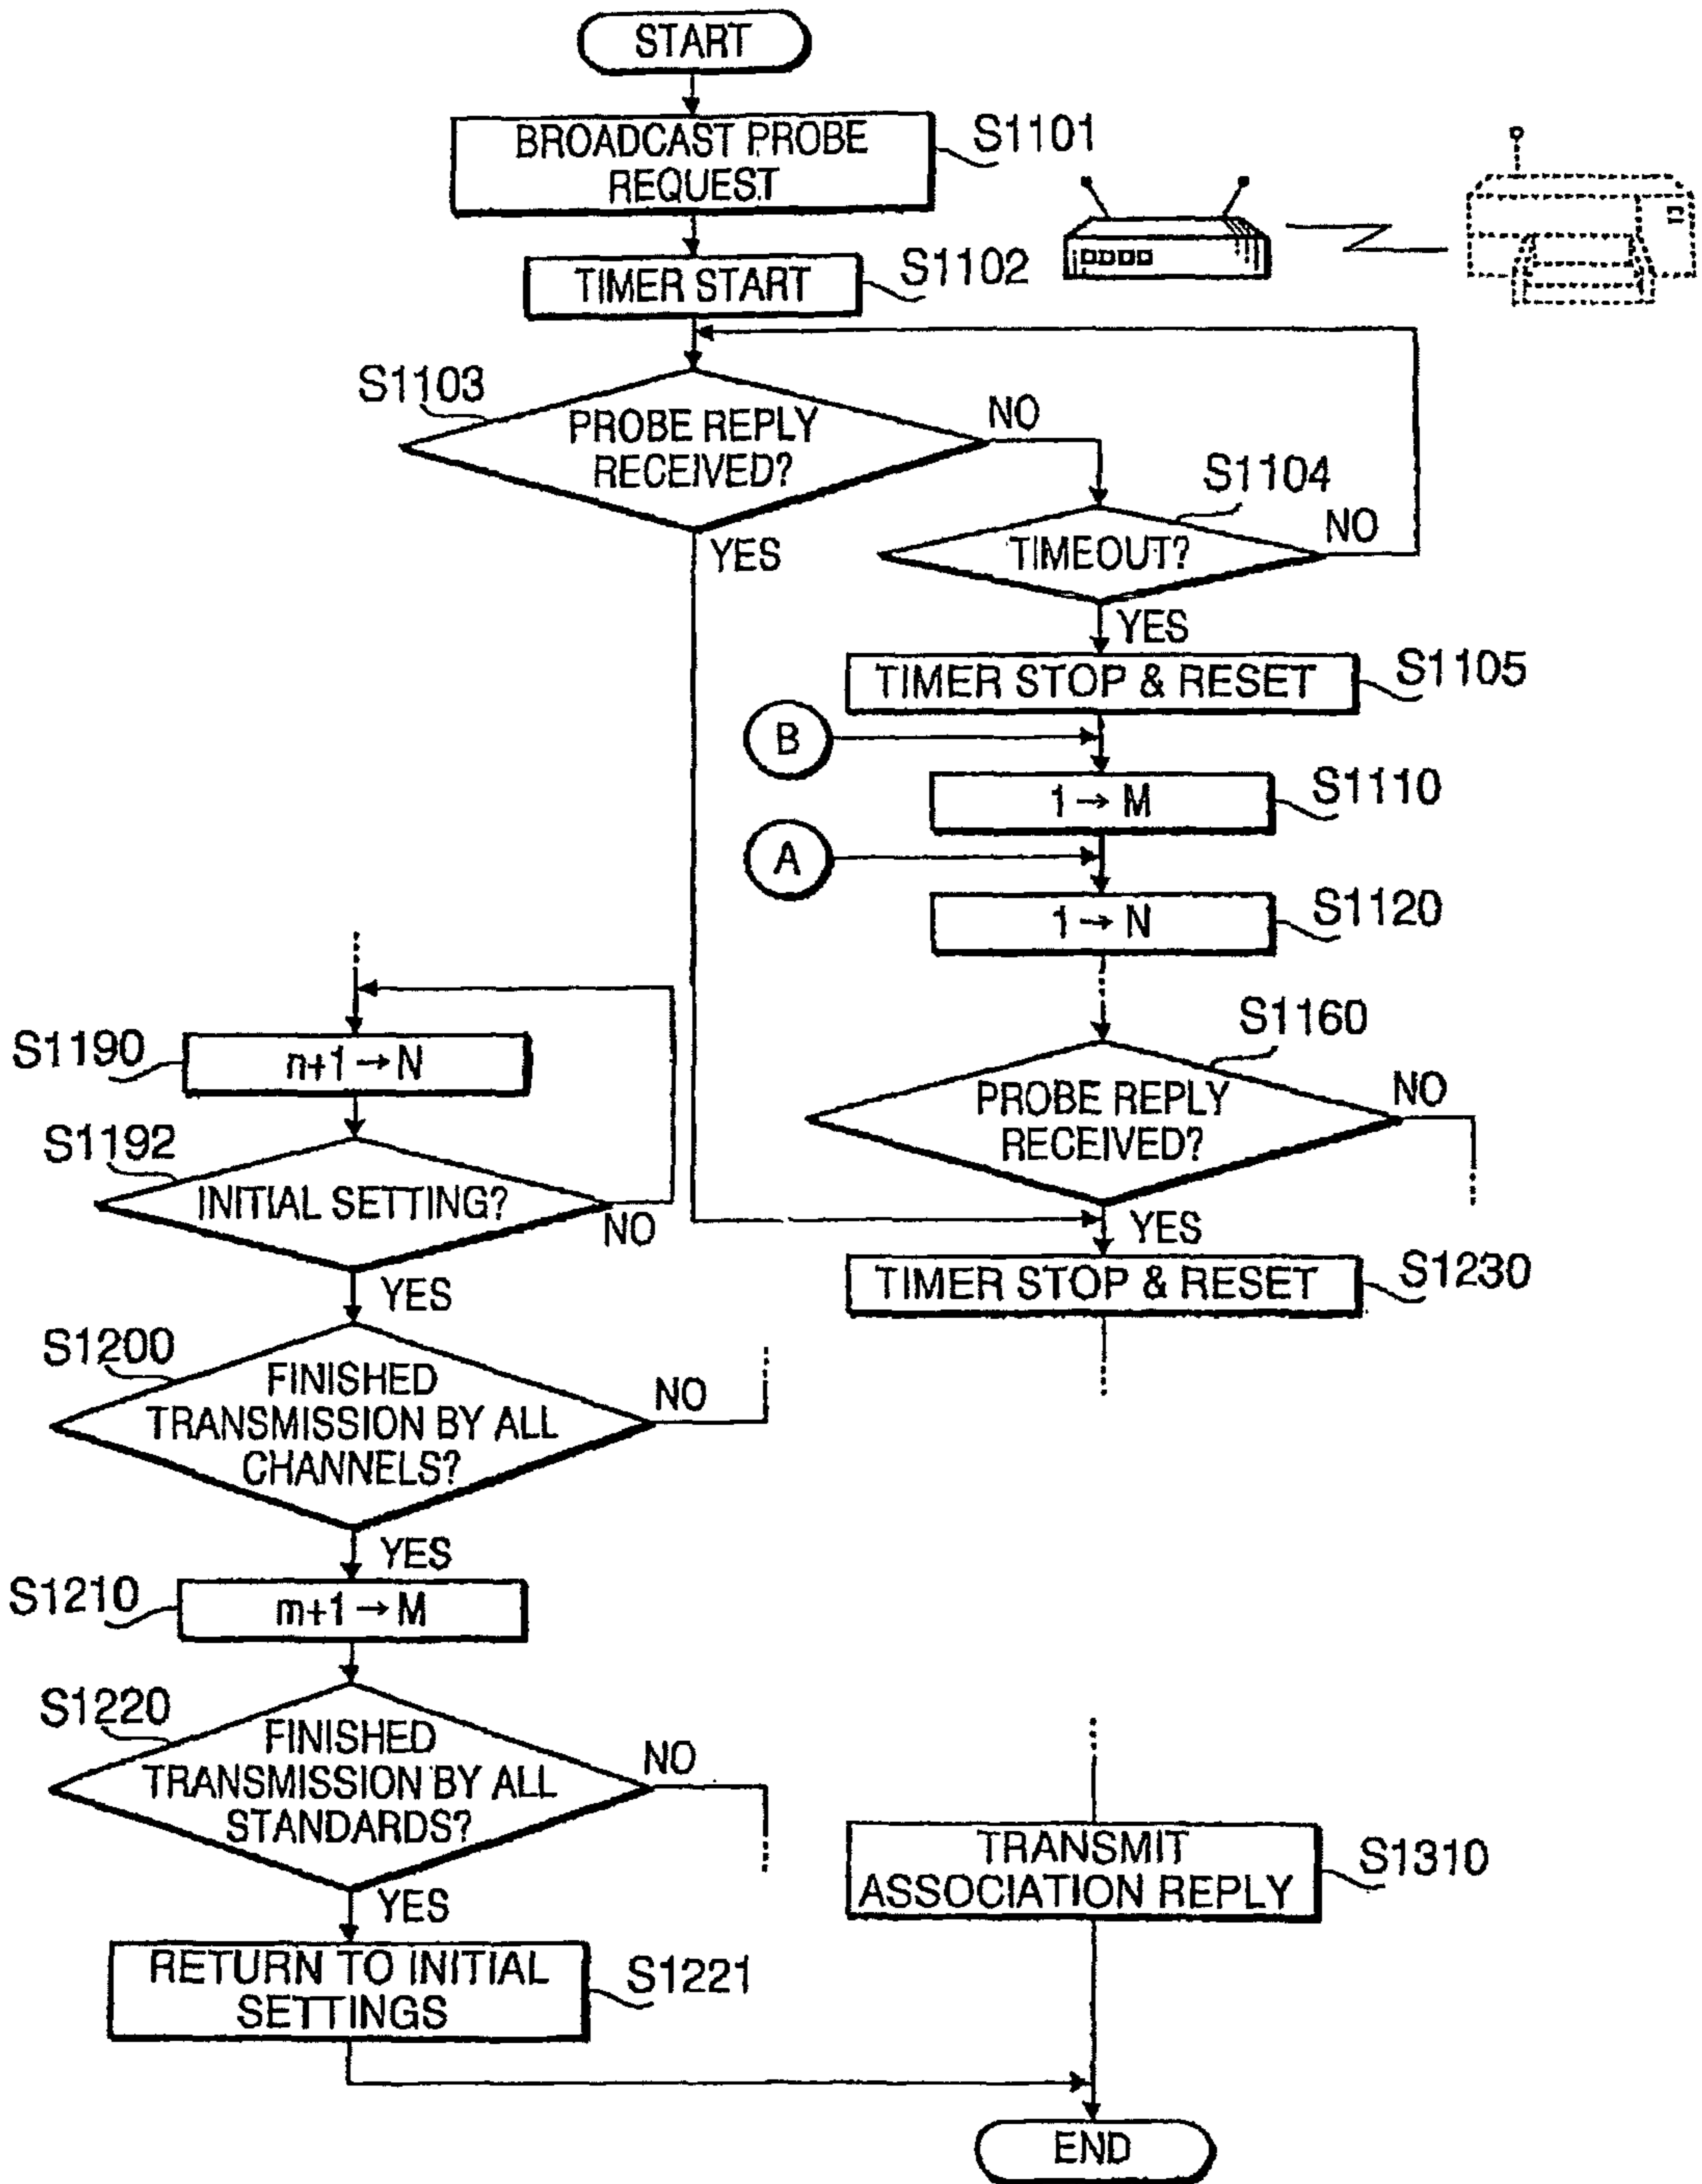 START
BROADCAST PROBE
REQUEST
S1101
TIMER START
S1102
S1103
PROBE REPLY
RECEIVED?
NO
YES
S1104
TIMEOUT?
NO
YES
TIMER STOP & RESET
S1105
B
1 → M
S1110
A
1 → N
S1120
S1160
PROBE REPLY
RECEIVED?
NO
YES
TIMER STOP & RESET
S1230
S1190
n+1 → N
S1192
INITIAL SETTING?
NO
YES
S1200
FINISHED
TRANSMISSION BY ALL
CHANNELS?
NO
YES
S1210
m+1 → M
S1220
FINISHED
TRANSMISSION BY ALL
STANDARDS?
NO
YES
RETURN TO INITIAL
SETTINGS
S1221
TRANSMIT
ASSOCIATION REPLY
S1310
END